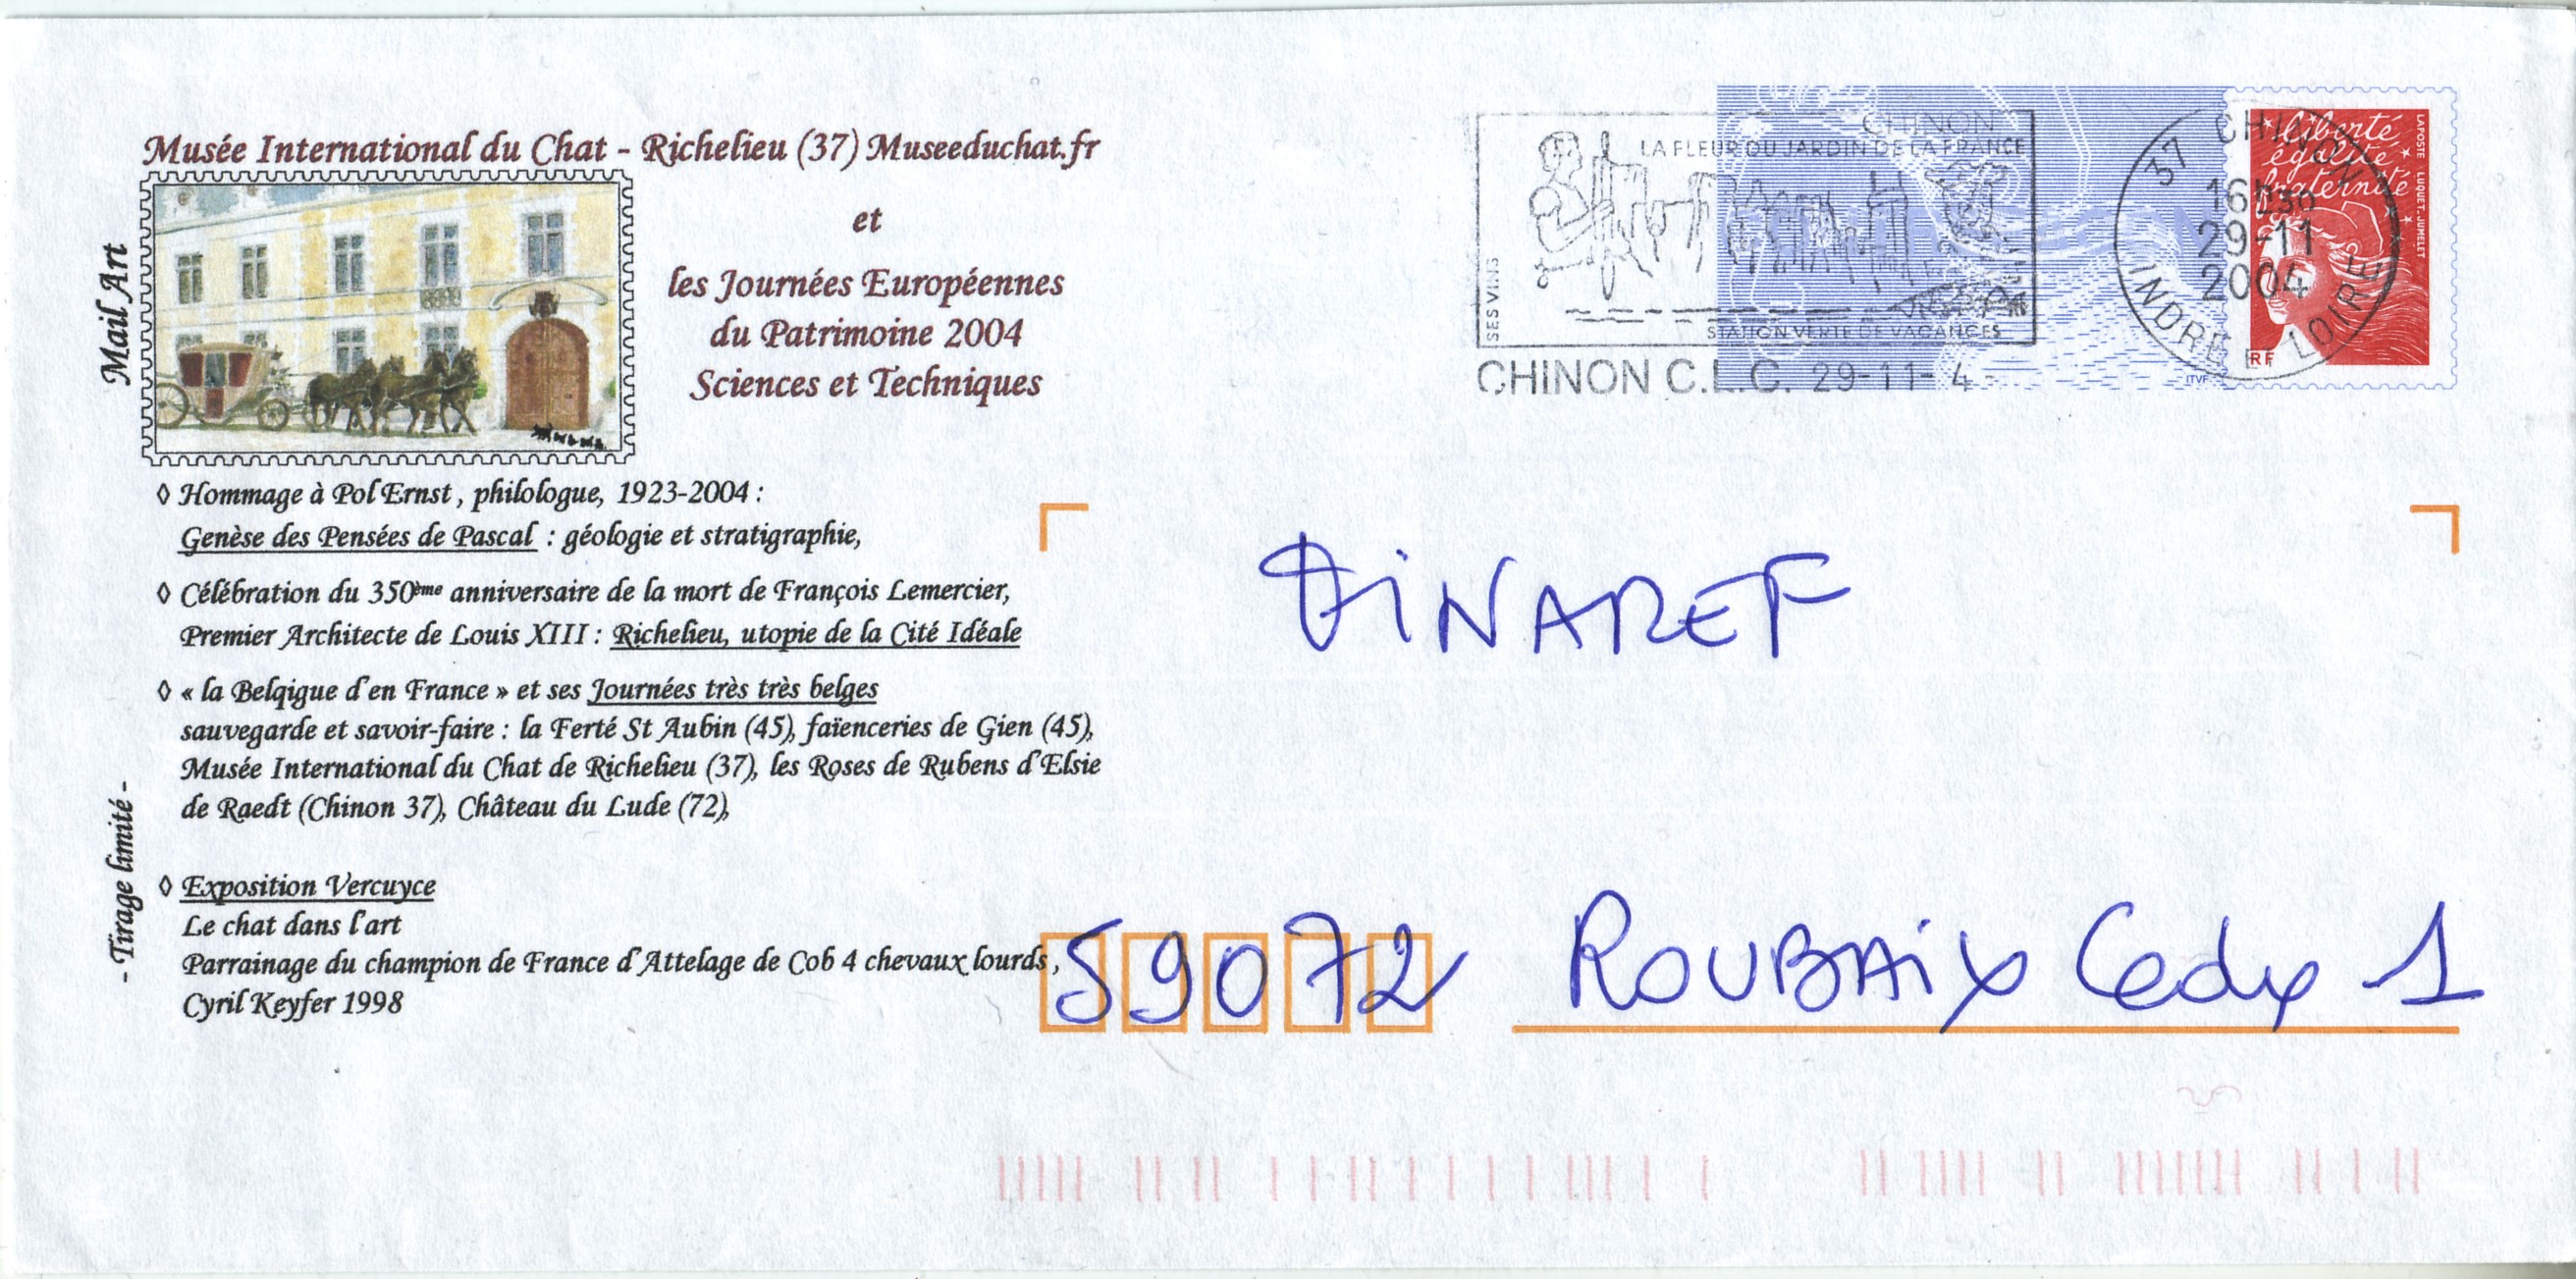 Musée International du Chat - Richelieu (37) Museeduchat.fr
et
les Journées Européennes
du Patrimoine 2004
Sciences et Techniques
Mail Art
◊ Hommage à Pol Ernst, philologue, 1923-2004 :
Genèse des Pensées de Pascal : géologie et stratigraphie,
◊ Célébration du 350ème anniversaire de la mort de François Lemercier,
Premier Architecte de Louis XIII : Richelieu, utopie de la Cité Idéale
◊ « la Belqigue d'en France » et ses Journées très très belges
sauvegarde et savoir-faire : la Ferté St Aubin (45), faïenceries de Gien (45),
Musée International du Chat de Richelieu (37), les Roses de Rubens d'Elsie
de Raedt (Chinon 37), Château du Lude (72),
- Tirage limité -
◊ Exposition Vercuyce
Le chat dans l'art
Parrainage du champion de France d'Attelage de Cob 4 chevaux lourds,
Cyril Keyfer 1998
CHINON
LA FLEUR DU JARDIN DE LA FRANCE
SES VINS
STATION VERTE DE VACANCES
CHINON C.L.C. 29-11- 4
37 CHINON
16H30
29-11
2004
INDRE ET LOIRE
liberté
égalité
fraternité
LA POSTE LUQUET. JUMELET
RF
ITVF
DiNAREF
59072 ROUBAiX Cedex 1